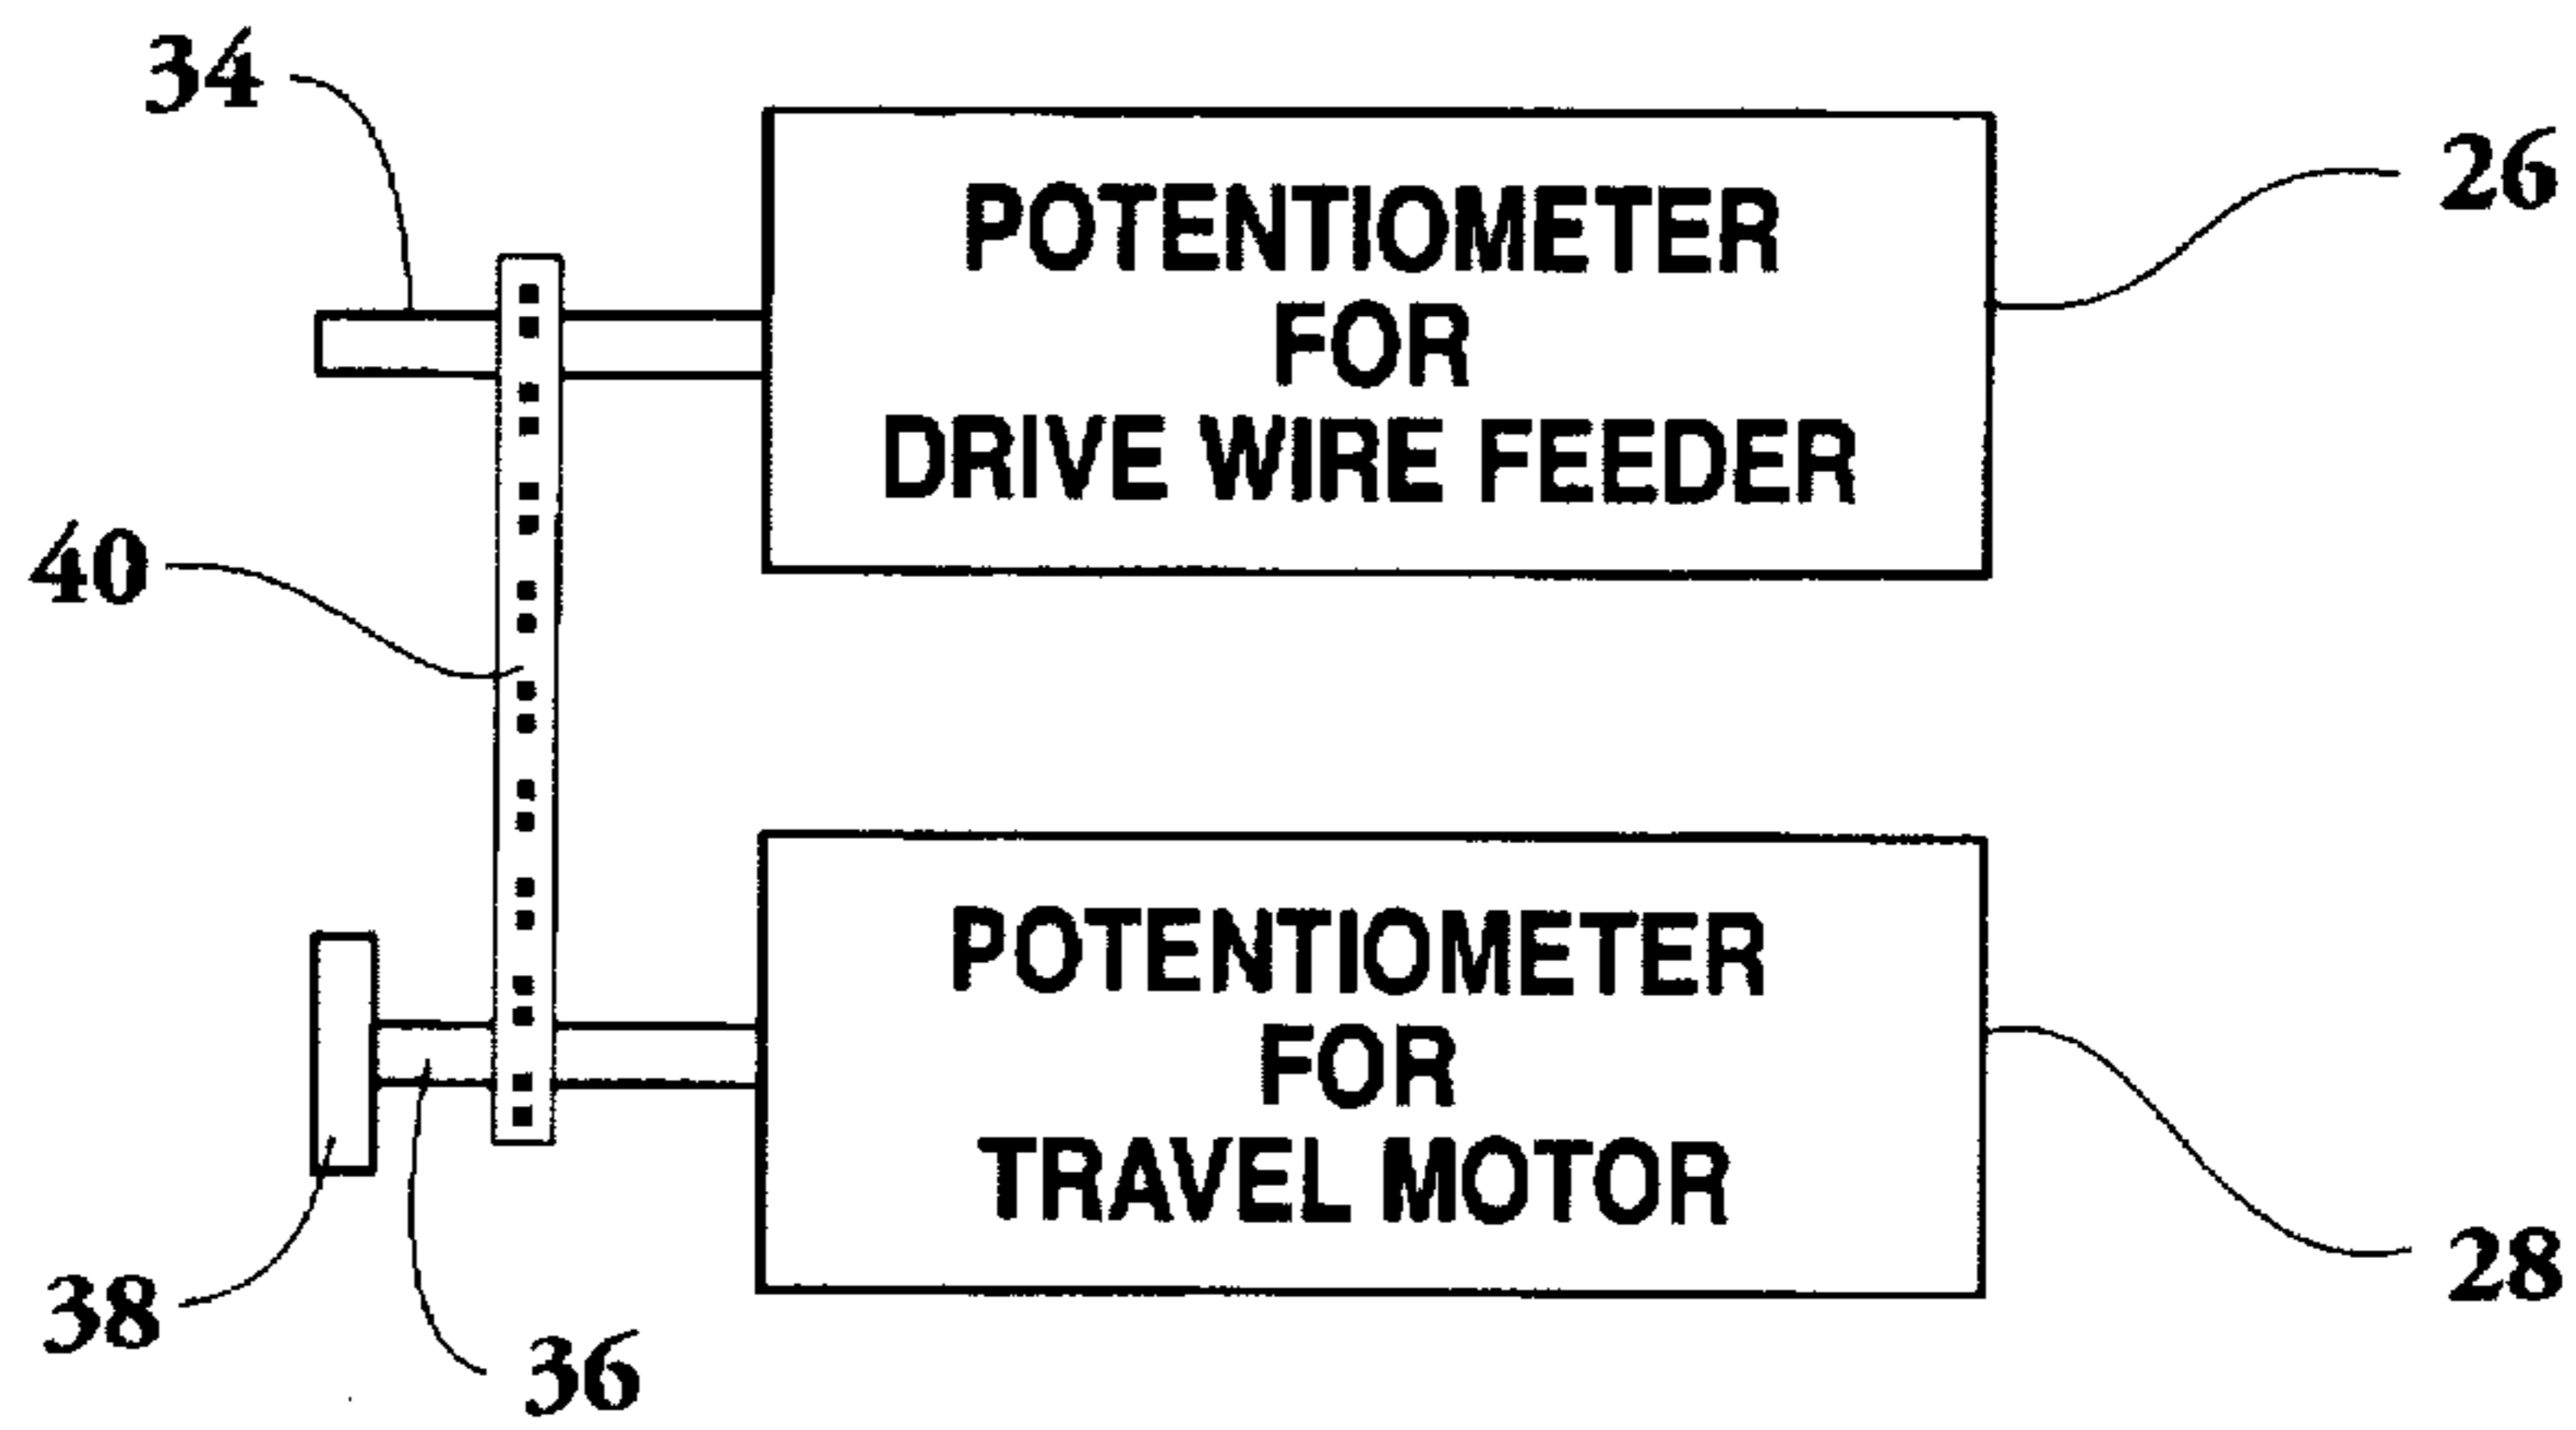 34
26
POTENTIOMETER
FOR
DRIVE WIRE FEEDER
40
POTENTIOMETER
FOR
TRAVEL MOTOR
28
38
36